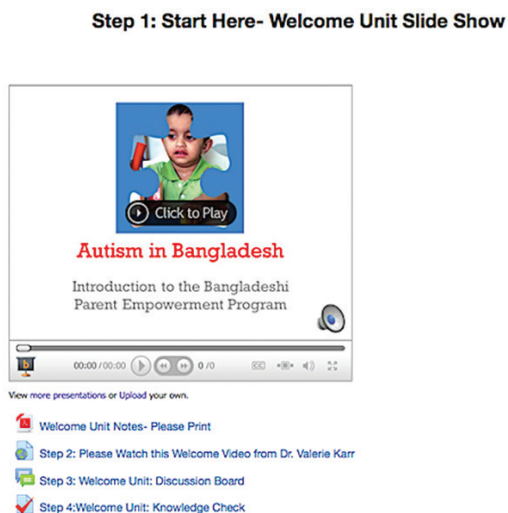 Step 1: Start Here- Welcome Unit Slide Show
Click to Play
Autism in Bangladesh
Introduction to the Bangladeshi
Parent Empowerment Program
00:00 / 00:00
0 /0
CC
View more presentations or Upload your own.
Welcome Unit Notes- Please Print
Step 2: Please Watch this Welcome Video from Dr. Valerie Karr
Step 3: Welcome Unit: Discussion Board
Step 4:Welcome Unit: Knowledge Check